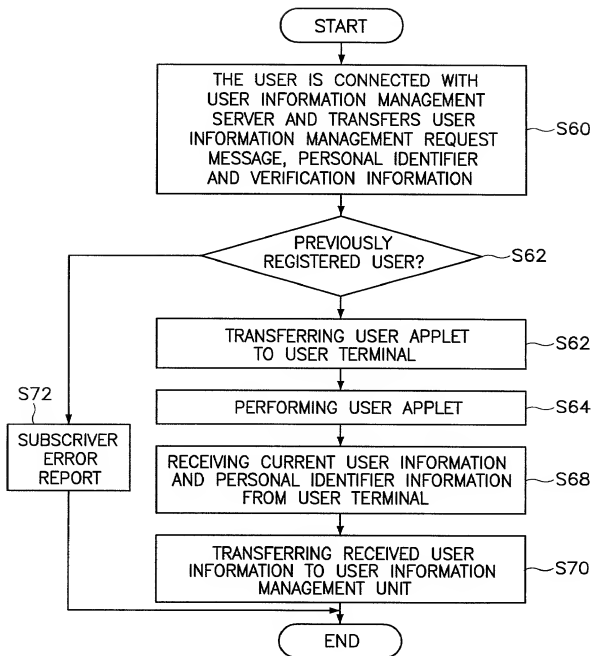 START
THE USER IS CONNECTED WITH
USER INFORMATION MANAGEMENT
SERVER AND TRANSFERS USER
INFORMATION MANAGEMENT REQUEST
MESSAGE, PERSONAL IDENTIFIER
AND VERIFICATION INFORMATION
S60
PREVIOUSLY
REGISTERED USER?
S62
TRANSFERRING USER APPLET
TO USER TERMINAL
S62
PERFORMING USER APPLET
S64
S72
SUBSCRIVER
ERROR
REPORT
RECEIVING CURRENT USER INFORMATION
AND PERSONAL IDENTIFIER INFORMATION
FROM USER TERMINAL
S68
TRANSFERRING RECEIVED USER
INFORMATION TO USER INFORMATION
MANAGEMENT UNIT
S70
END